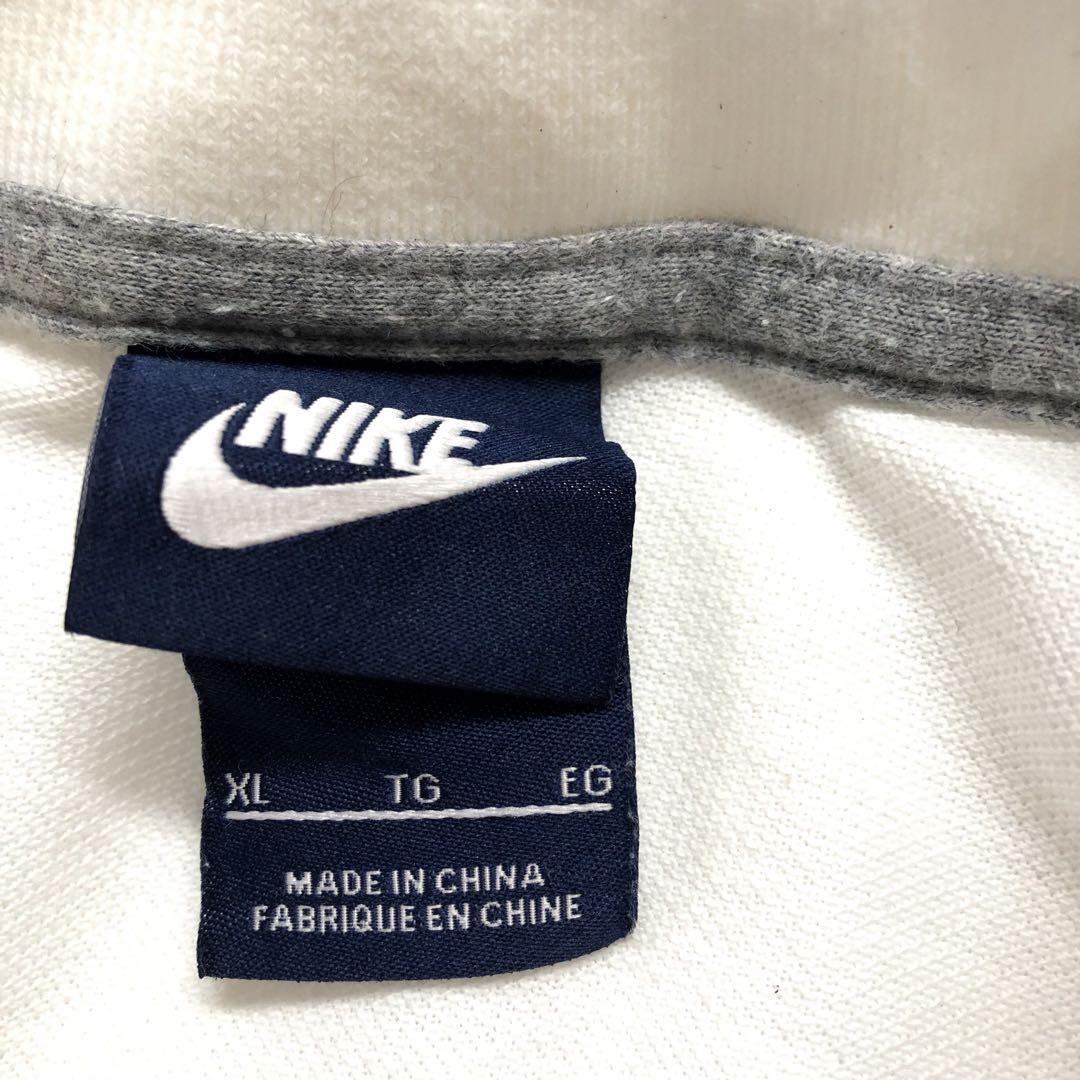 NIKE
XL TG EG
MADE IN CHINA
FABRIQUE EN CHINE